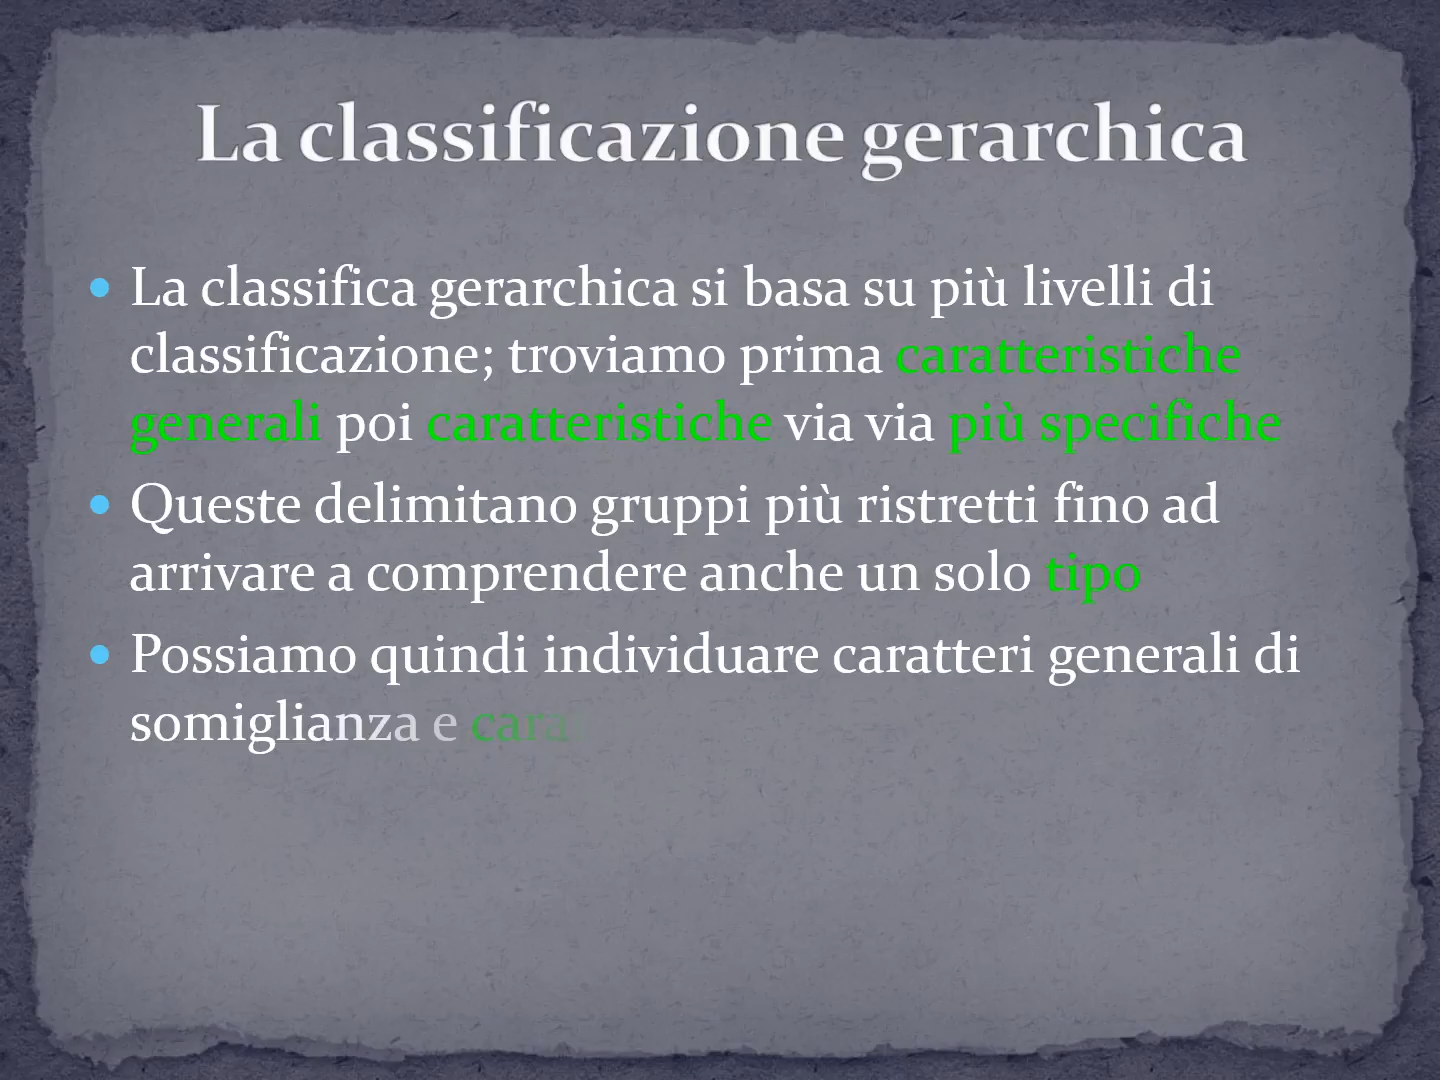 La classificazione gerarchica
• La classifica gerarchica si basa su più livelli di
classificazione; troviamo prima caratteristiche
generali poi caratteristiche via via più specifiche
• Queste delimitano gruppi più ristretti fino ad
arrivare a comprendere anche un solo tipo
• Possiamo quindi individuare caratteri generali di
somiglianza e